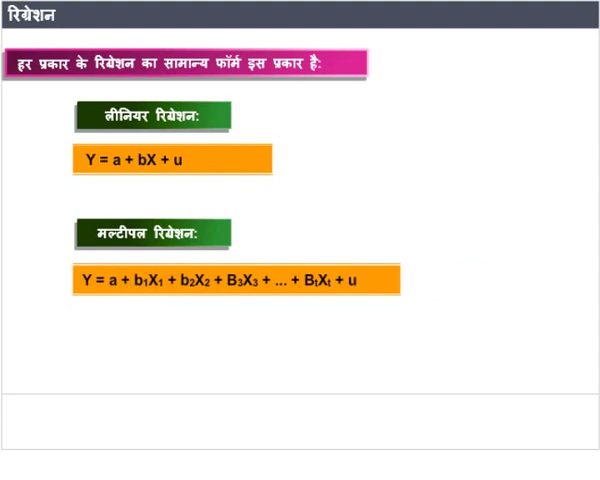 रिग्रेशन
हर प्रकार के रिग्रेशन का सामान्य फॉर्म इस प्रकार है:
लीनियर रिग्रेशन:
Y = a + bX + u
मल्टीपल रिग्रेशन:
Y = a + b₁X₁ + b₂X₂ + B₃X₃ + ... + BₜXₜ + u